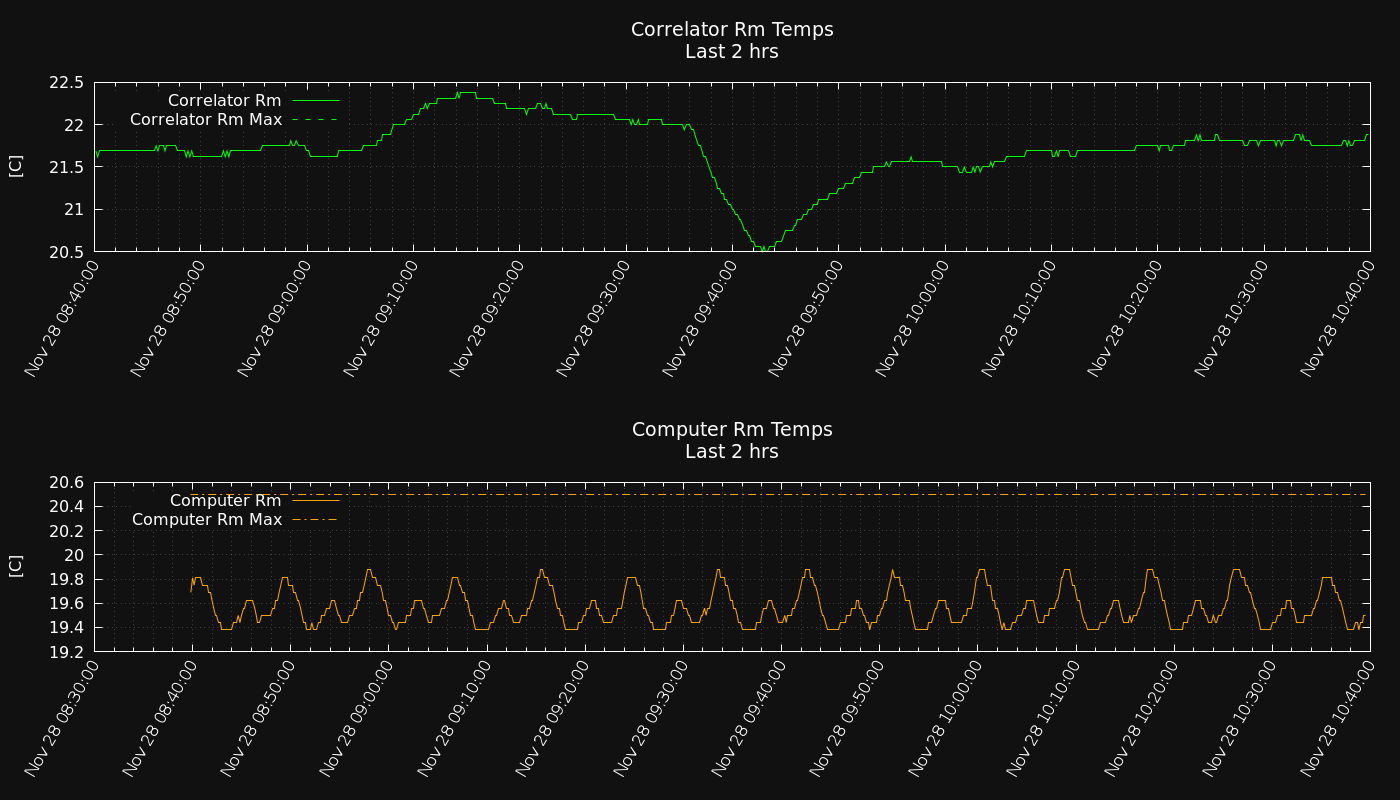 Correlator Rm Temps
Last 2 hrs
22.5
22
21.5
21
20.5
[C]
Correlator Rm
Correlator Rm Max
Nov 28 08:40:00
Nov 28 08:50:00
Nov 28 09:00:00
Nov 28 09:10:00
Nov 28 09:20:00
Nov 28 09:30:00
Nov 28 09:40:00
Nov 28 09:50:00
Nov 28 10:00:00
Nov 28 10:10:00
Nov 28 10:20:00
Nov 28 10:30:00
Nov 28 10:40:00
Computer Rm Temps
Last 2 hrs
20.6
20.4
20.2
20
19.8
19.6
19.4
19.2
[C]
Computer Rm
Computer Rm Max
Nov 28 08:30:00
Nov 28 08:40:00
Nov 28 08:50:00
Nov 28 09:00:00
Nov 28 09:10:00
Nov 28 09:20:00
Nov 28 09:30:00
Nov 28 09:40:00
Nov 28 09:50:00
Nov 28 10:00:00
Nov 28 10:10:00
Nov 28 10:20:00
Nov 28 10:30:00
Nov 28 10:40:00